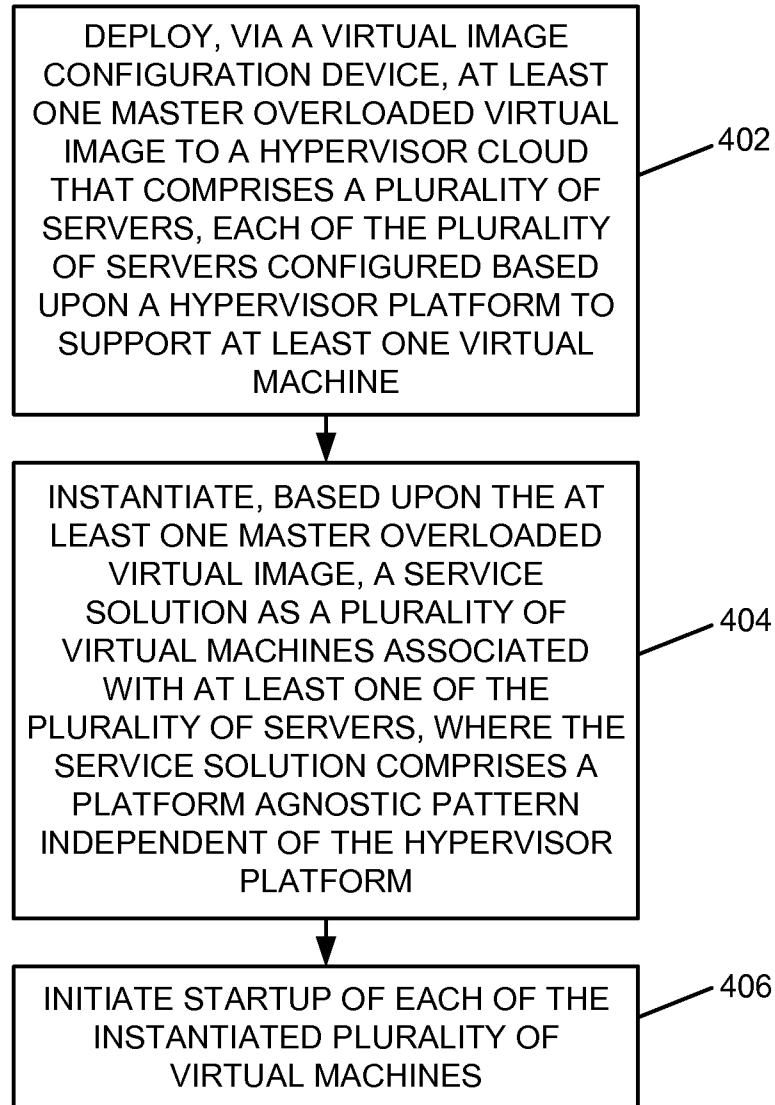 DEPLOY, VIA A VIRTUAL IMAGE
CONFIGURATION DEVICE, AT LEAST
ONE MASTER OVERLOADED VIRTUAL
IMAGE TO A HYPERVISOR CLOUD
THAT COMPRISES A PLURALITY OF
SERVERS, EACH OF THE PLURALITY
OF SERVERS CONFIGURED BASED
UPON A HYPERVISOR PLATFORM TO
SUPPORT AT LEAST ONE VIRTUAL
MACHINE
402
INSTANTIATE, BASED UPON THE AT
LEAST ONE MASTER OVERLOADED
VIRTUAL IMAGE, A SERVICE
SOLUTION AS A PLURALITY OF
VIRTUAL MACHINES ASSOCIATED
WITH AT LEAST ONE OF THE
PLURALITY OF SERVERS, WHERE THE
SERVICE SOLUTION COMPRISES A
PLATFORM AGNOSTIC PATTERN
INDEPENDENT OF THE HYPERVISOR
PLATFORM
404
INITIATE STARTUP OF EACH OF THE
INSTANTIATED PLURALITY OF
VIRTUAL MACHINES
406